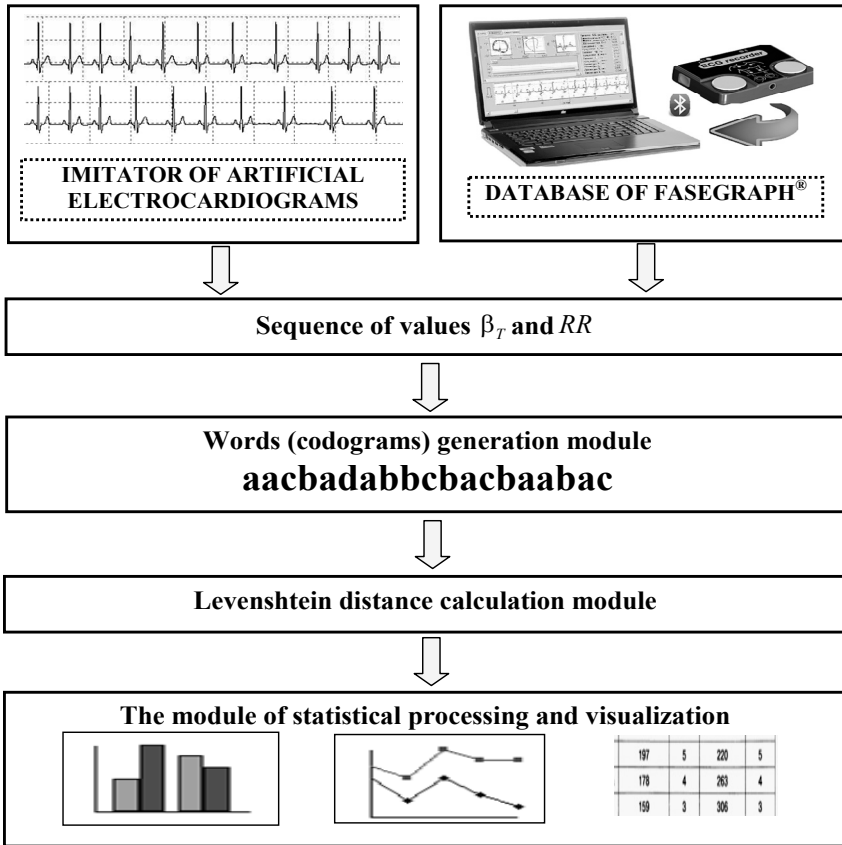 IMITATOR OF ARTIFICIAL
ELECTROCARDIOGRAMS
ECG recorder
DATABASE OF FASEGRAPH®
Sequence of values β_T and RR
Words (codograms) generation module
aacbadabbcbacbaabac
Levenshtein distance calculation module
The module of statistical processing and visualization
197 5 220 5
178 4 263 4
159 3 306 3